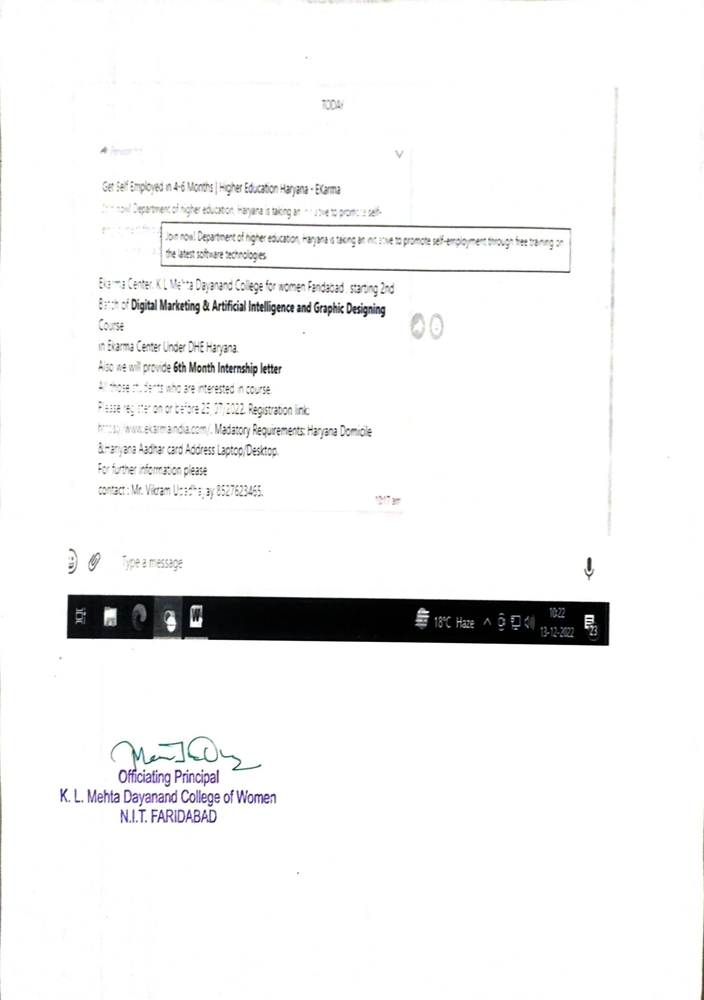 TODAY
Forwarded
Get Self Employed in 4-6 Months | Higher Education Haryana - EKarma
Join now! Department of higher education, Haryana is taking an initiative to promote self-
employment throu
Join now! Department of higher education, Haryana is taking an initiative to promote self-employment through free training on
the latest software technologies.
Ekarma Center. K L Mehta Dayanand College for women Faridabad , starting 2nd
Batch of Digital Marketing & Artificial Intelligence and Graphic Designing
Course
in Ekarma Center Under DHE Haryana.
Also we will provide 6th Month Internship letter
All those students who are interested in course.
Please register on or before 25/07/2022. Registration link:
https://www.ekarmaindia.com/. Madatory Requirements: Haryana Domicile
&Hariyana Aadhar card Address Laptop/Desktop.
For further information please
contact : Mr. Vikram Upadhayay 8527623465.
10:17 am
Type a message
W
18°C Haze
10:22
13-12-2022
23
Officiating Principal
K. L. Mehta Dayanand College of Women
N.I.T. FARIDABAD